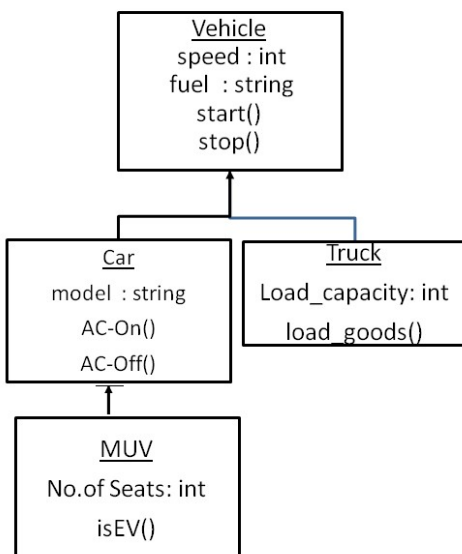 Vehicle
speed : int
fuel : string
start()
stop()
Car
model : string
AC-On()
AC-Off()
Truck
Load_capacity: int
load_goods()
MUV
No.of Seats: int
isEV()